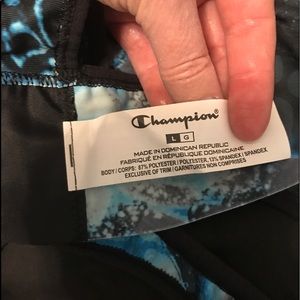 Champion®
L G
MADE IN DOMINICAN REPUBLIC
FABRIQUÉ EN RÉPUBLIQUE DOMINICAINE
BODY / CORPS: 87% POLYESTER / POLYESTER, 13% SPANDEX / SPANDEX
EXCLUSIVE OF TRIM / GARNITURES NON COMPRISES